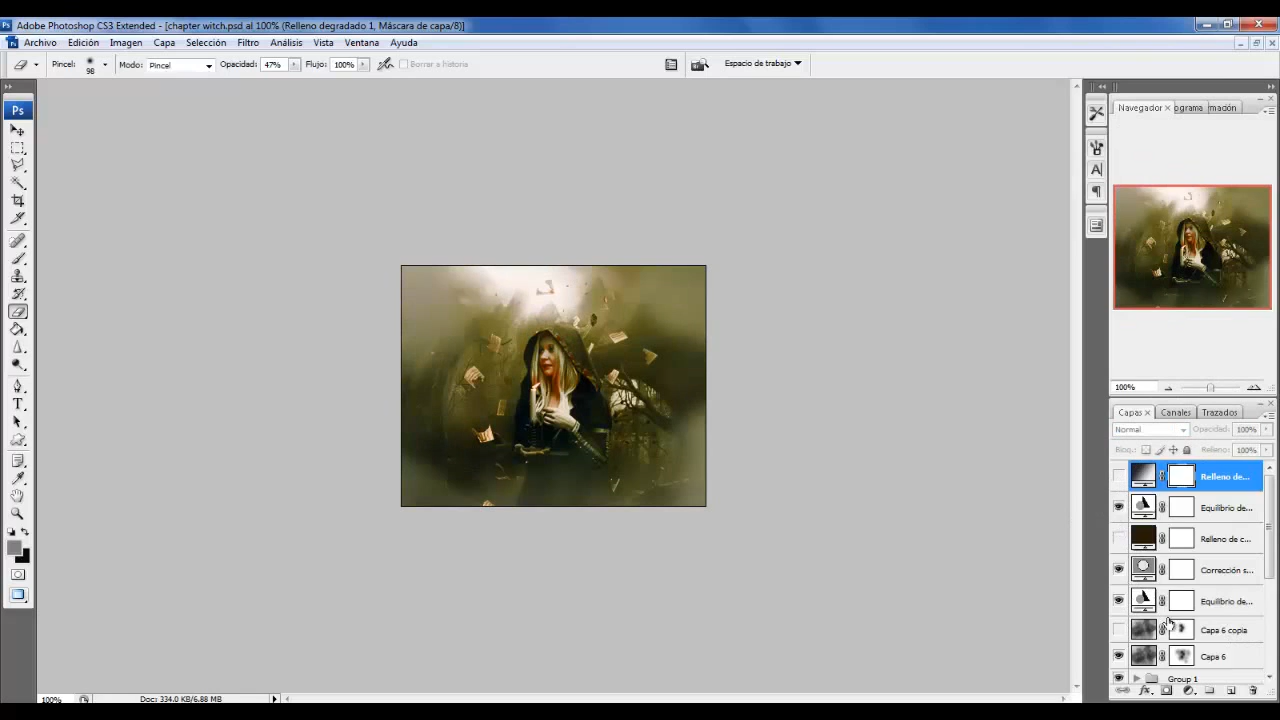 Adobe Photoshop CS3 Extended - [chapter witch.psd al 100% (Relleno degradado 1, Máscara de capa/8)]
Archivo Edición Imagen Capa Selección Filtro Análisis Vista Ventana Ayuda
Pincel: 98 Modo: Pincel Opacidad: 47% Flujo: 100% Borrar a historia Espacio de trabajo
Ps
Navegador ograma mación
100%
Capas Canales Trazados
Normal Opacidad: 100%
Bloq.: Relleno: 100%
Relleno de...
Equilibrio de...
Relleno de c...
Corrección s...
Equilibrio de...
Capa 6 copia
Capa 6
Group 1
100% Doc: 334.0 KB/6.88 MB